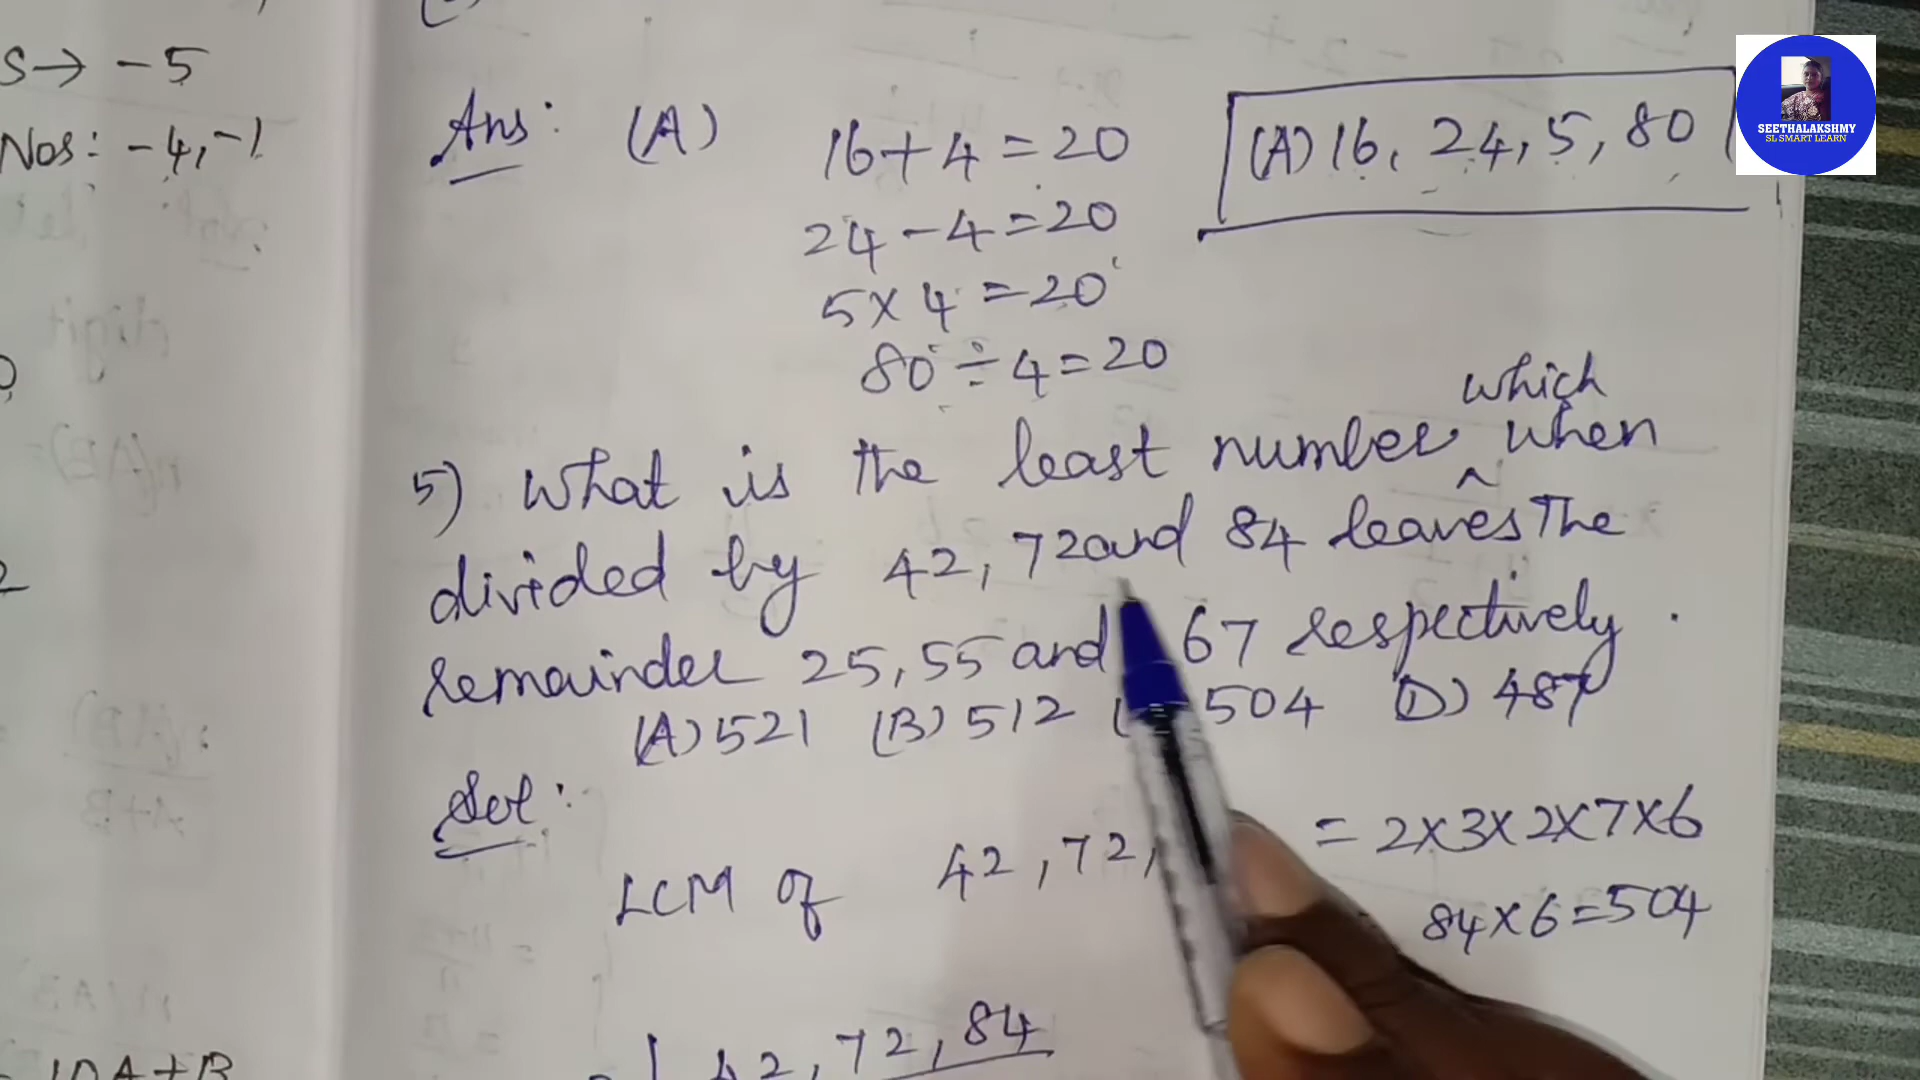 S→ -5
Nos: -4, -1
Ans: (A)
16+4=20
24-4=20
5×4=20
80÷4=20
(A) 16, 24, 5, 80
SEETHALAKSHMY
SL SMART LEARN
which
5) What is the least number ^ when
divided by 42, 72 and 84 leaves the
remainder 25, 55 and 67 respectively.
(A) 521 (B) 512 ( 504 (D) 487
Sol:
LCM of 42, 72, = 2×3×2×7×6
84×6=504
42, 72, 84
10A+B